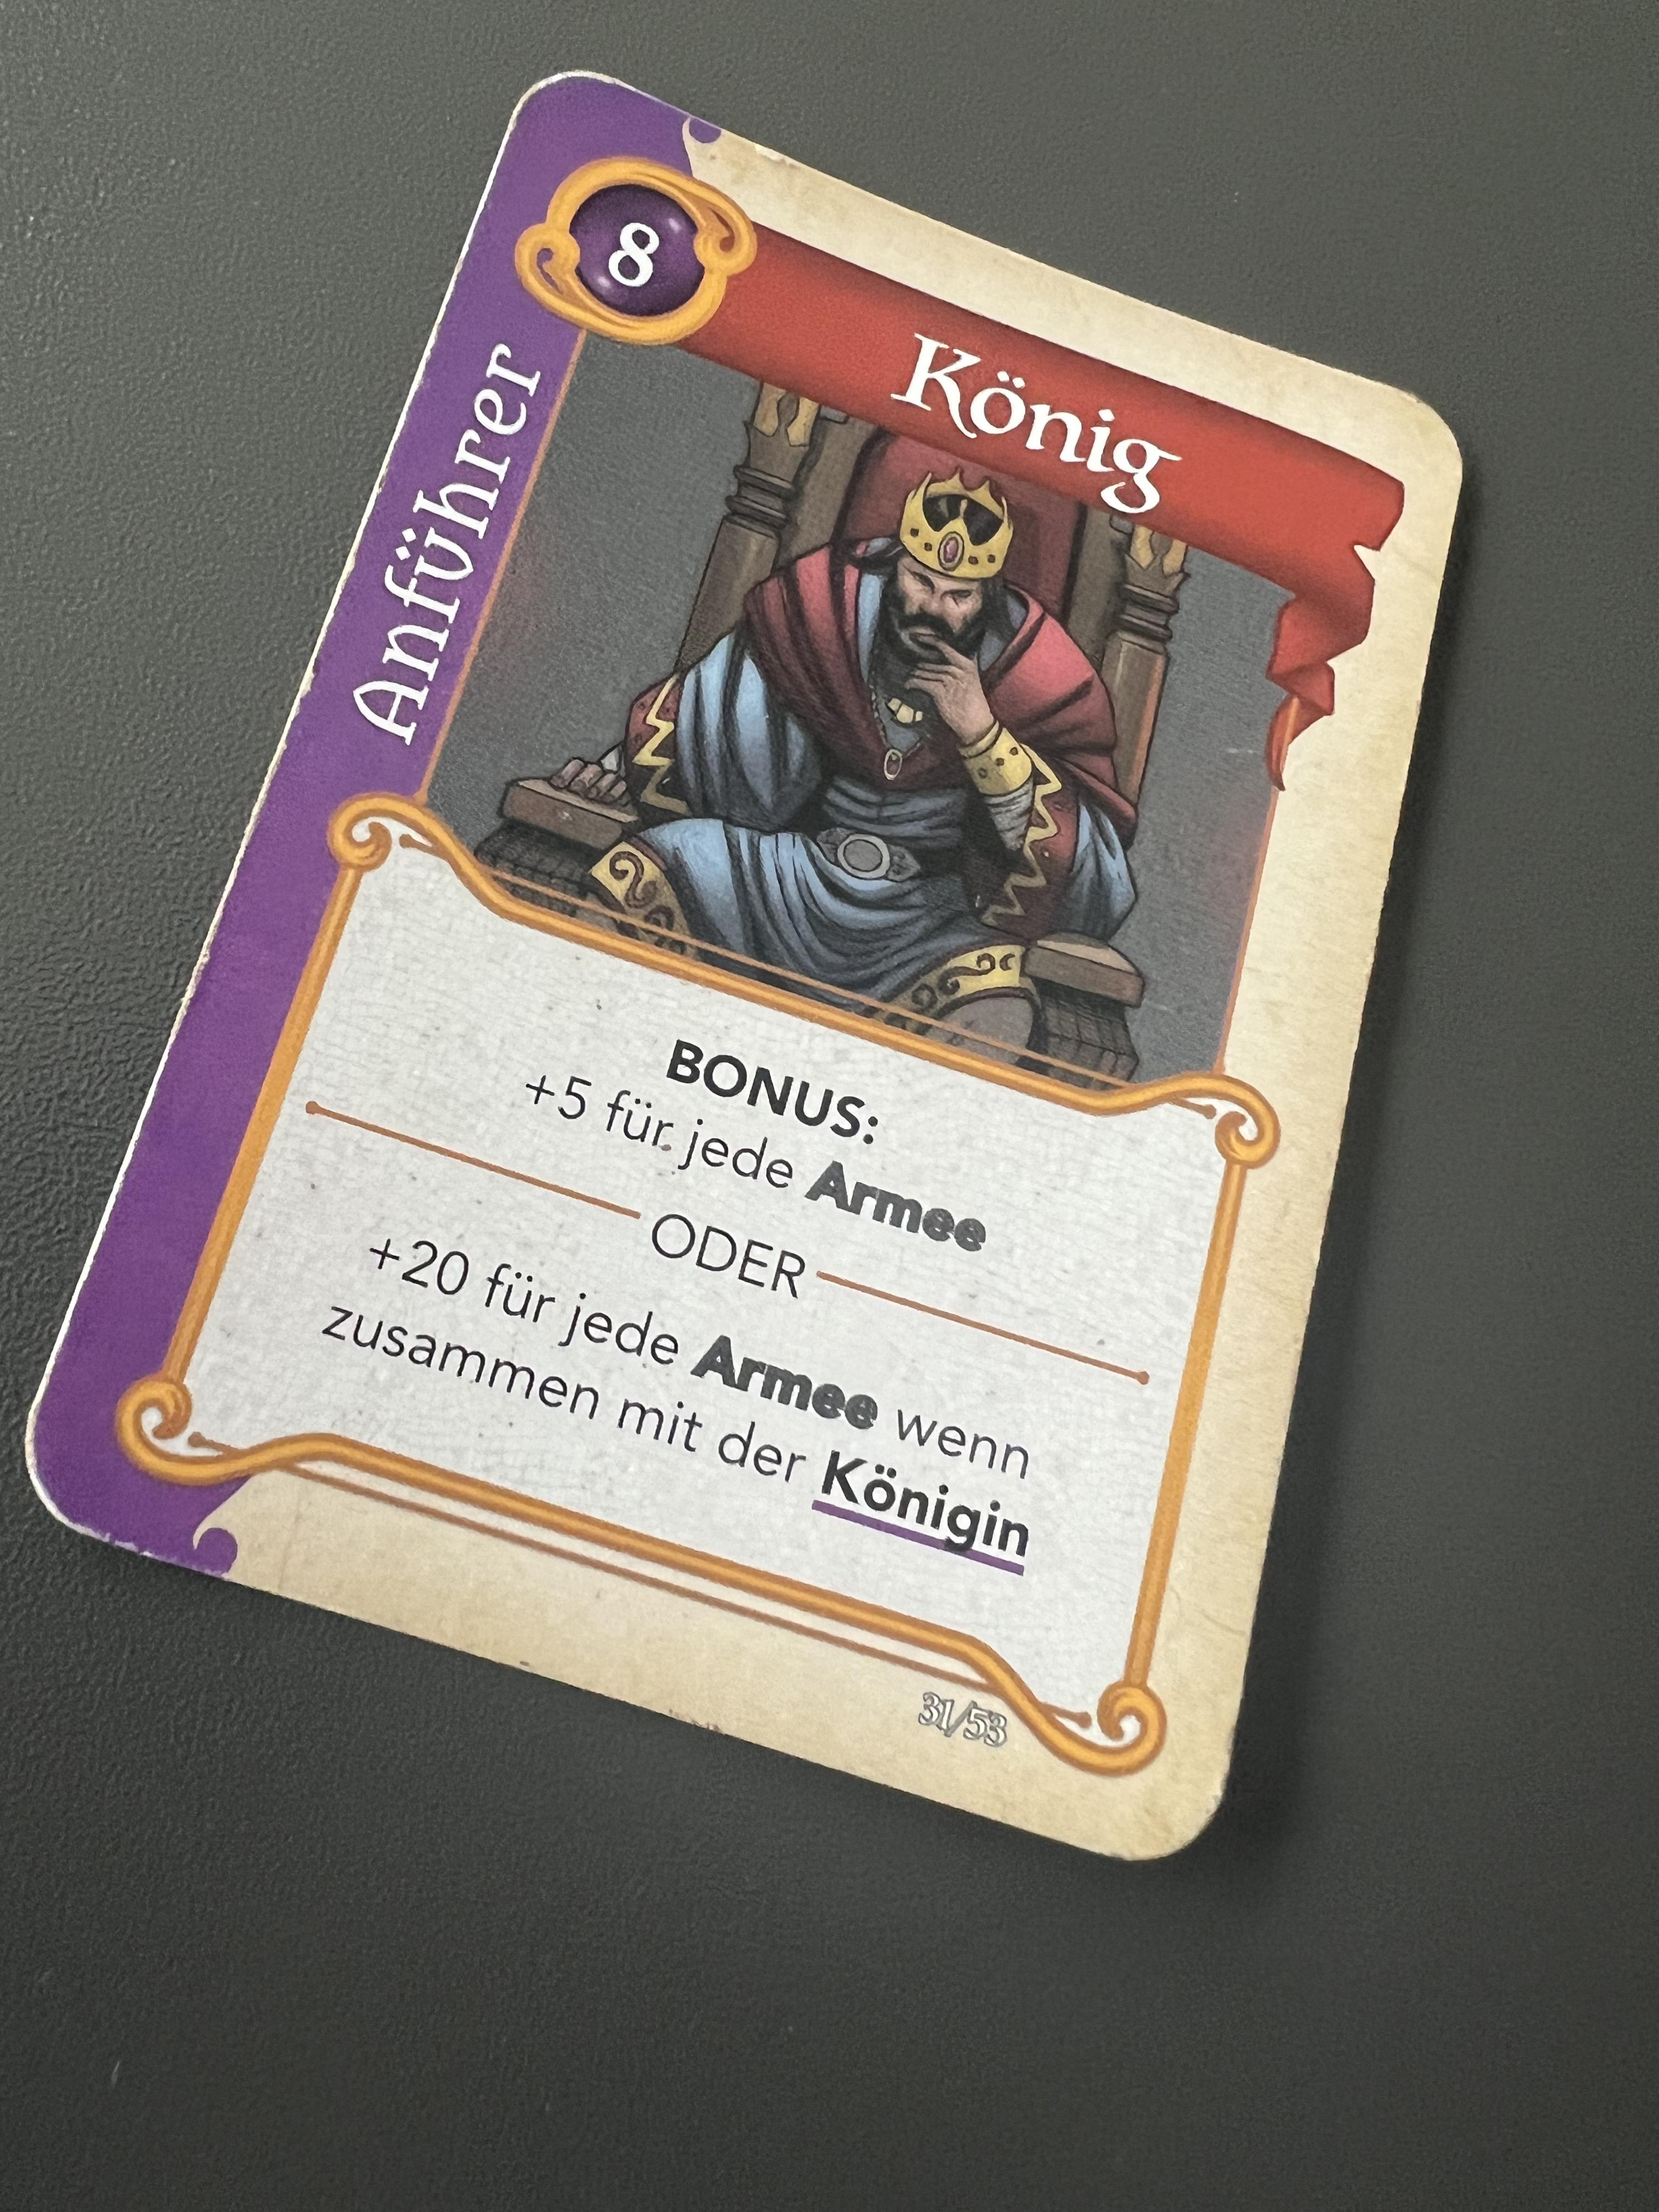 8
König
Anführer
BONUS:
+5 für jede Armee
ODER
+20 für jede Armee wenn
zusammen mit der Königin
31/53